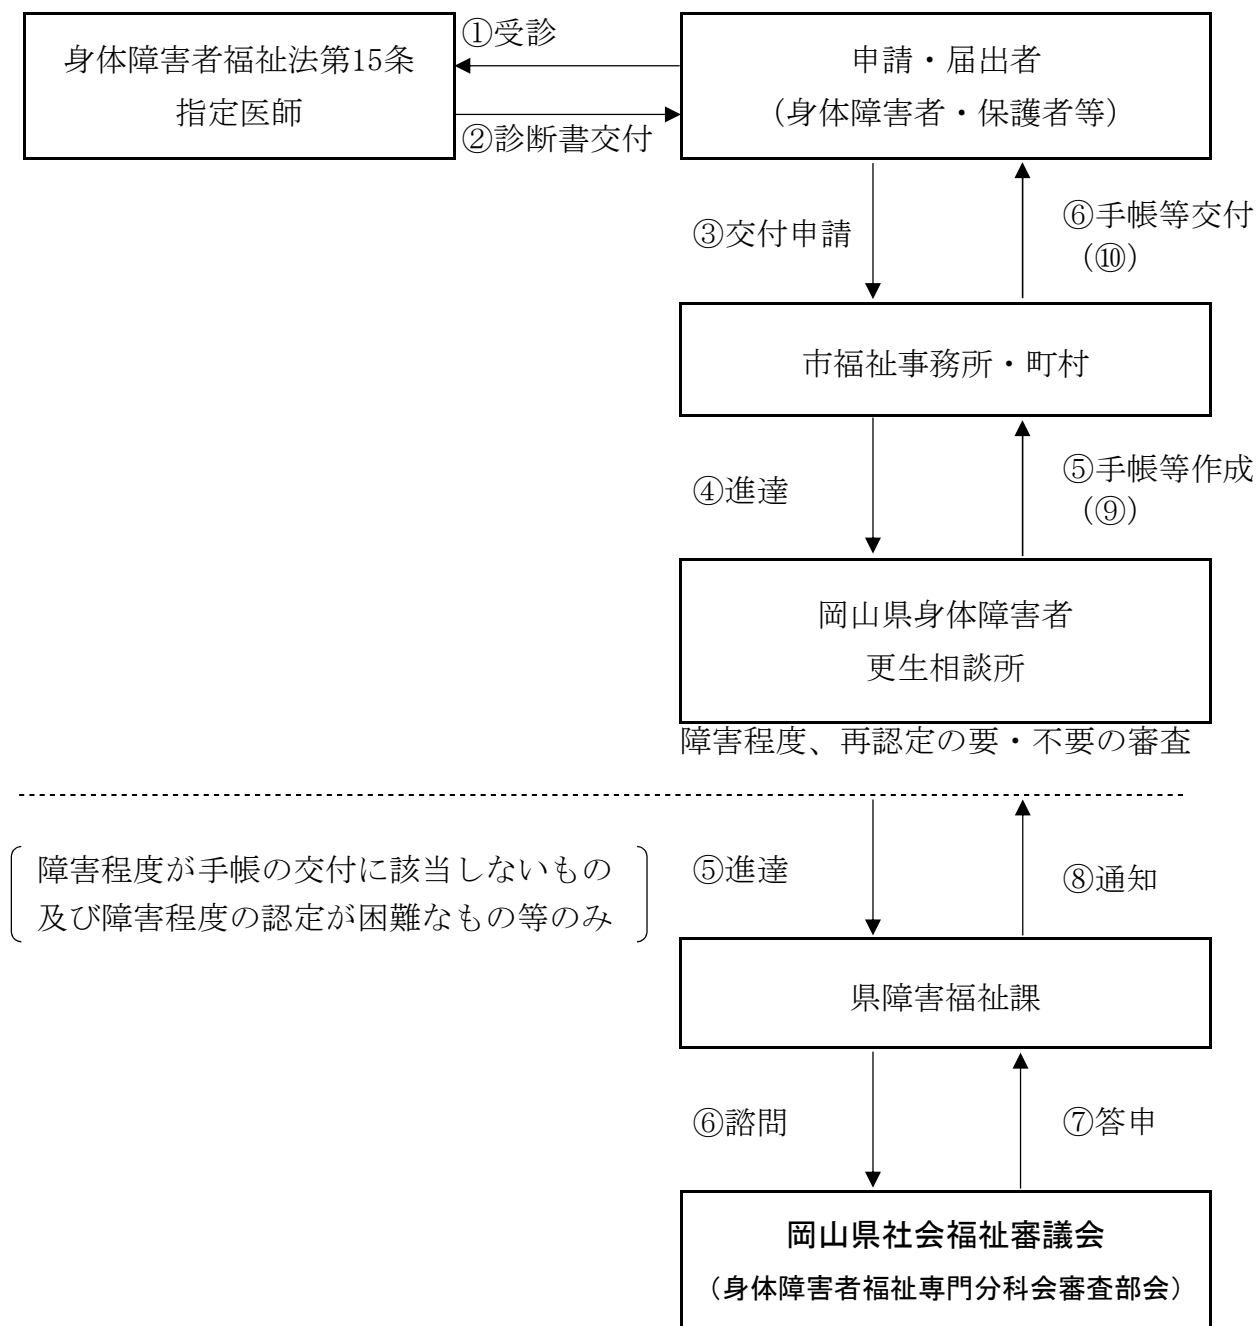 身体障害者福祉法第15条
指定医師
①受診
②診断書交付
申請・届出者
（身体障害者・保護者等）
③交付申請
⑥手帳等交付
（⑩）
市福祉事務所・町村
④進達
⑤手帳等作成
（⑨）
岡山県身体障害者
更生相談所
障害程度、再認定の要・不要の審査
障害程度が手帳の交付に該当しないもの
及び障害程度の認定が困難なもの等のみ
⑤進達
⑧通知
県障害福祉課
⑥諮問
⑦答申
岡山県社会福祉審議会
（身体障害者福祉専門分科会審査部会）